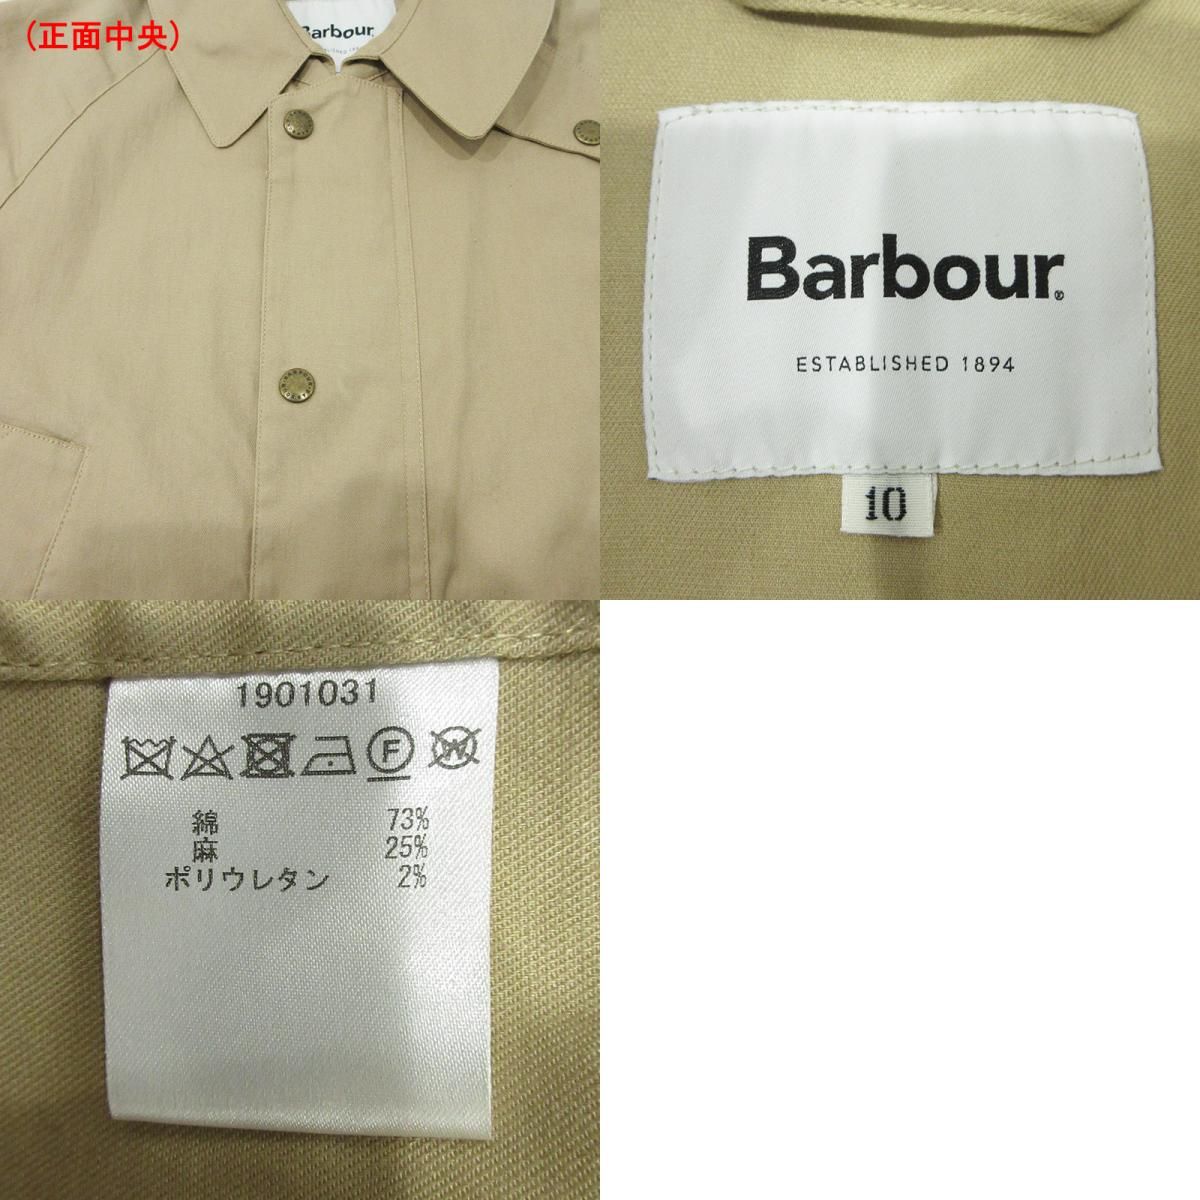 (正面中央)
Barbour
Barbour®
ESTABLISHED 1894
10
1901031
F
W
綿 73%
麻 25%
ポリウレタン 2%